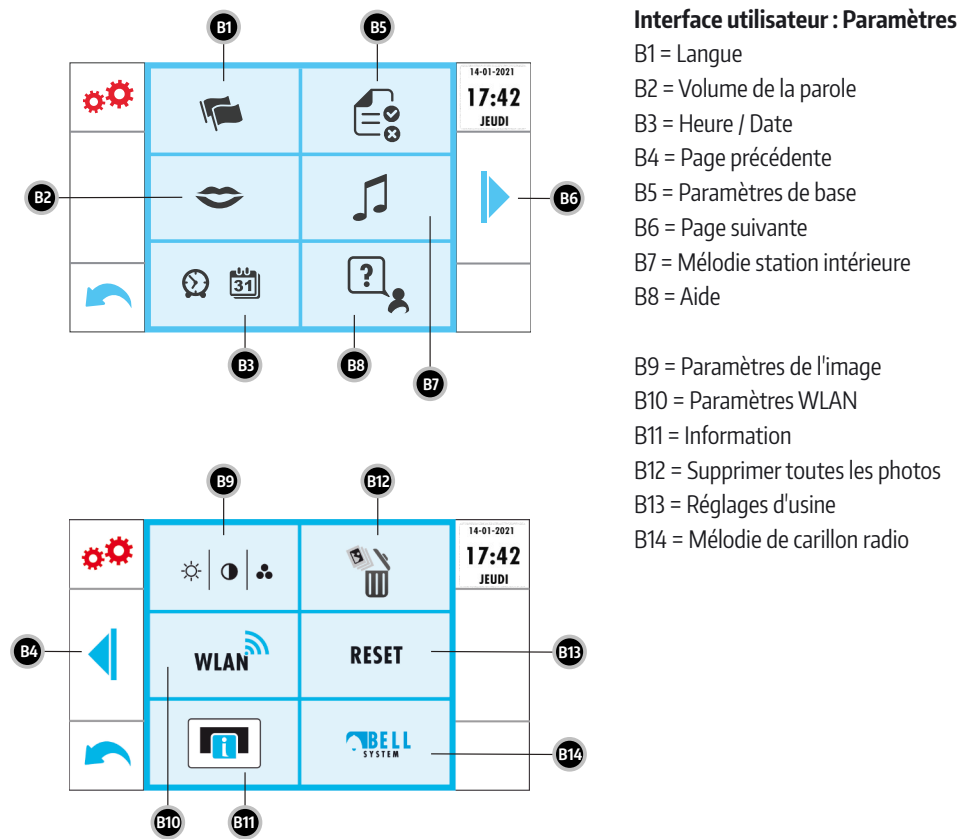 B1
B5
14-01-2021
17:42
JEUDI
B2
B6
31
?
B3
B8
B7
B9
B12
14-01-2021
17:42
JEUDI
B4
WLAN
RESET
B13
i
BELL
SYSTEM
B14
B10
B11
Interface utilisateur : Paramètres
B1 = Langue
B2 = Volume de la parole
B3 = Heure / Date
B4 = Page précédente
B5 = Paramètres de base
B6 = Page suivante
B7 = Mélodie station intérieure
B8 = Aide
B9 = Paramètres de l'image
B10 = Paramètres WLAN
B11 = Information
B12 = Supprimer toutes les photos
B13 = Réglages d'usine
B14 = Mélodie de carillon radio